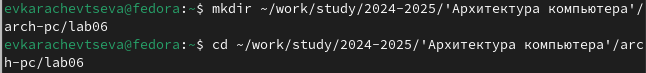 evkarachevtseva@fedora:~$ mkdir ~/work/study/2024-2025/'Архитектура компьютера'/
arch-pc/lab06
evkarachevtseva@fedora:~$ cd ~/work/study/2024-2025/'Архитектура компьютера'/arc
h-pc/lab06